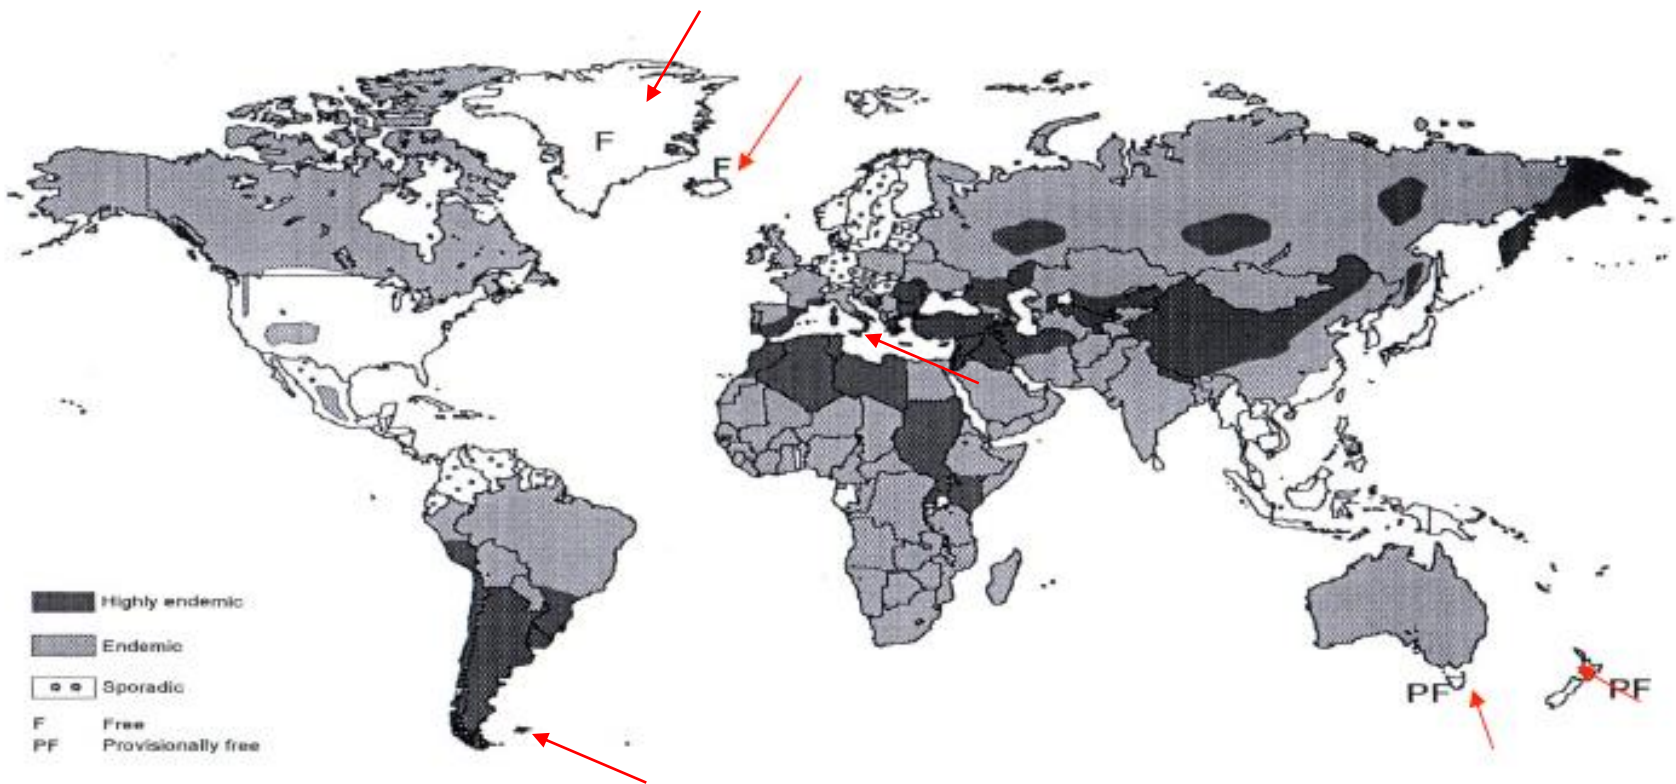 F
F
Highly endemic
Endemic
Sporadic
F Free
PF Provisionally free
PF
PF